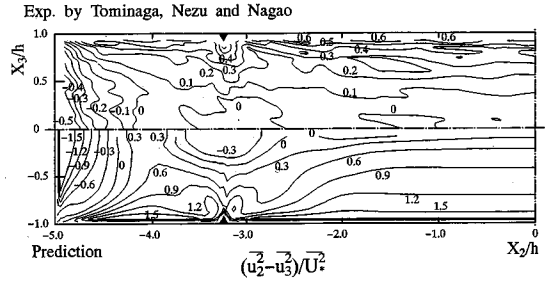 Exp. by Tominaga, Nezu and Nagao
1.0
0.6 0.5 0.6 0.6
0.4 0.4
0.3 0.3
X3/h
0.2 0.2
0.5
-0.4 0.1 0.1
-0.3
-0.2 -0.1 0 0 0
-0.5
0
-1.5 0.3 0.3 0 0
-1.2 -0.3 -0.3 0
-0.9 0 0.3 0.6
-0.5
-0.6 0.6 0.9
0.9
1.2 1.2
1.5 1.5
-1.0
-5.0 -4.0 -3.0 -2.0 -1.0 0.0
Prediction X2/h
(u2²-u3²)/U*²